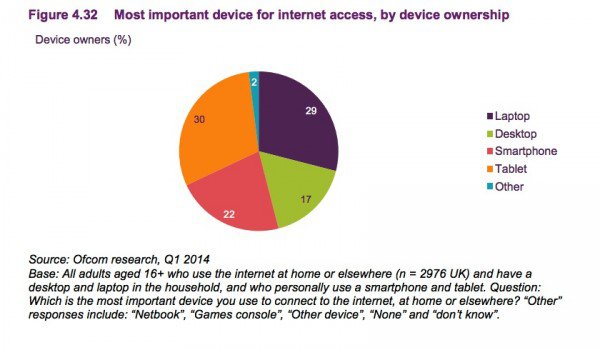 Figure 4.32 Most important device for internet access, by device ownership
Device owners (%)
2
29
30
17
22
Laptop
Desktop
Smartphone
Tablet
Other
Source: Ofcom research, Q1 2014
Base: All adults aged 16+ who use the internet at home or elsewhere (n = 2976 UK) and have a
desktop and laptop in the household, and who personally use a smartphone and tablet. Question:
Which is the most important device you use to connect to the internet, at home or elsewhere? “Other”
responses include: “Netbook”, “Games console”, “Other device”, “None” and “don’t know”.